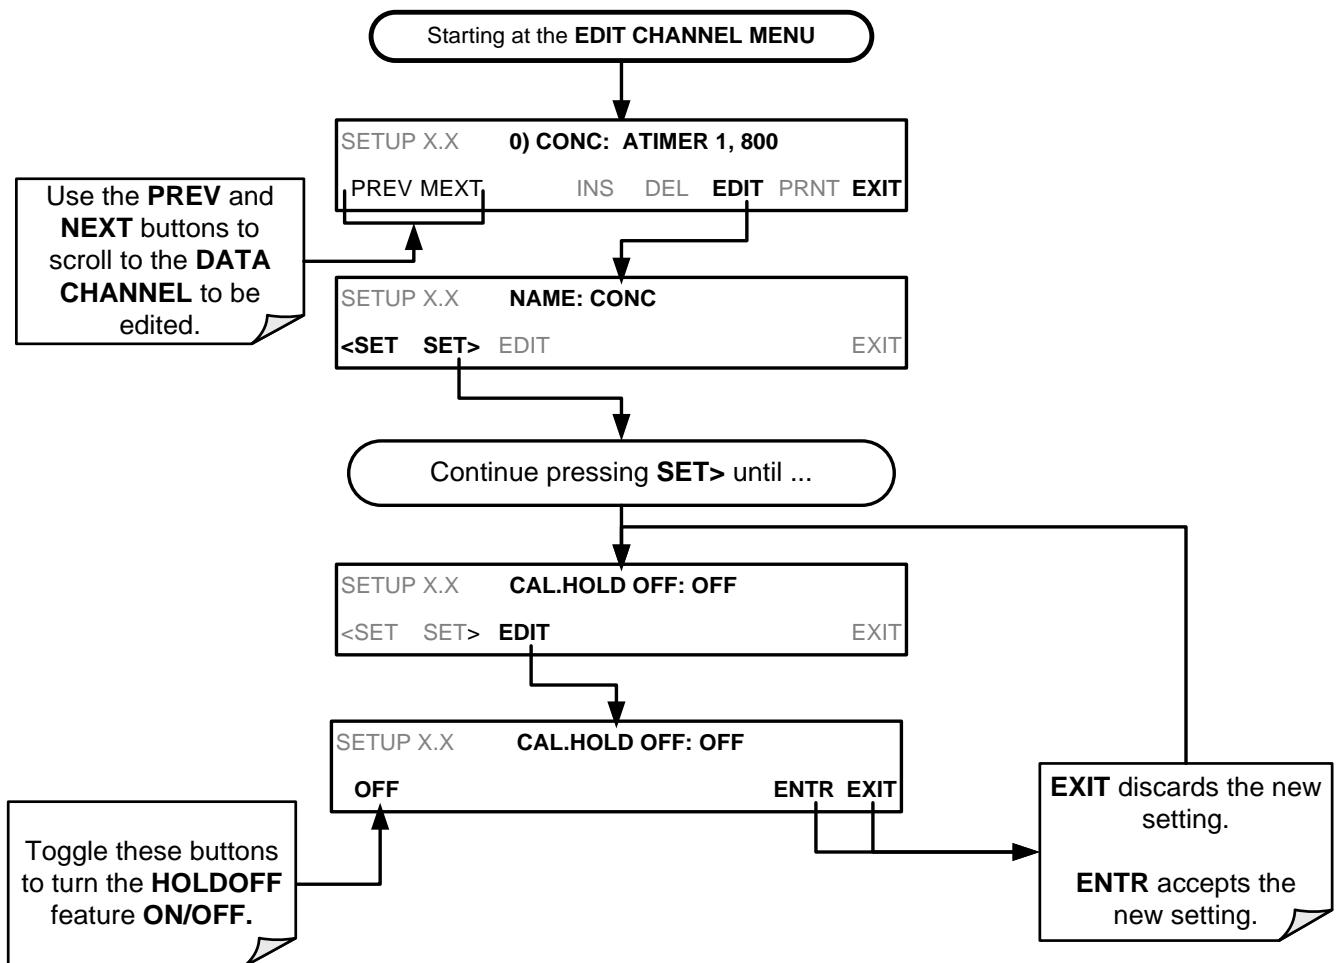 Starting at the EDIT CHANNEL MENU
SETUP X.X 0) CONC: ATIMER 1, 800
PREV MEXT INS DEL EDIT PRNT EXIT
Use the PREV and
NEXT buttons to
scroll to the DATA
CHANNEL to be
edited.
SETUP X.X NAME: CONC
<SET SET> EDIT EXIT
Continue pressing SET> until ...
SETUP X.X CAL.HOLD OFF: OFF
<SET SET> EDIT EXIT
SETUP X.X CAL.HOLD OFF: OFF
OFF ENTR EXIT
Toggle these buttons
to turn the HOLDOFF
feature ON/OFF.
EXIT discards the new
setting.
ENTR accepts the
new setting.